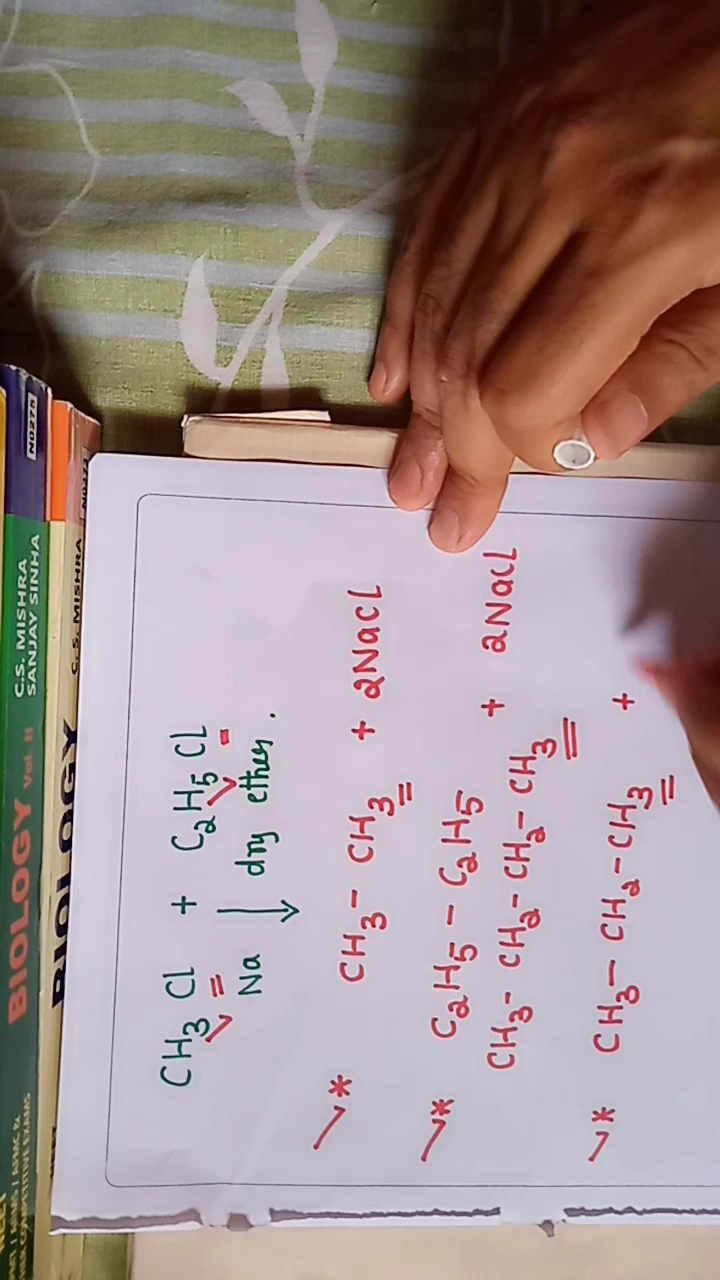 CH₃Cl + C₂H₅Cl
Na ↓ dry ether.
* CH₃ - CH₃ + 2NaCl
* C₂H₅ - C₂H₅
CH₃ - CH₂ - CH₂ - CH₃ + 2NaCl
* CH₃ - CH₂ - CH₃ +
BIOLOGY Vol. II
C.S. MISHRA
SANJAY SINHA
N0275
BIOLOGY
C. S. MISHRA